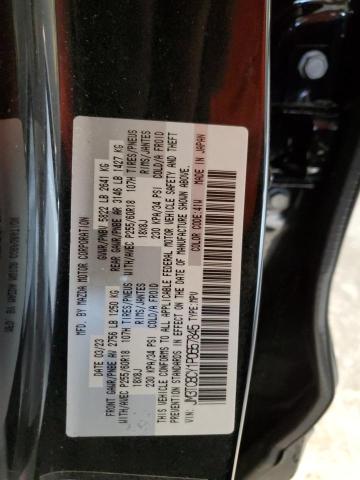 MFD. BY MAZDA MOTOR CORPORATION
DATE 03/23 GVWR/PNBV 5822 LB 2641 KG
FRONT GAWR/PNBE AV 2756 LB 1250 KG REAR GAWR/PNBE AR 3146 LB 1427 KG
WITH/AVEC P255/60R18 107H TIRES/PNEUS WITH/AVEC P255/60R18 107H TIRES/PNEUS
18X8J RIMS/JANTES 18X8J RIMS/JANTES
230 KPA/34 PSI COLD/A FROID 230 KPA/34 PSI COLD/A FROID
THIS VEHICLE CONFORMS TO ALL APPLICABLE FEDERAL MOTOR VEHICLE SAFETY AND THEFT
PREVENTION STANDARDS IN EFFECT ON THE DATE OF MANUFACTURE SHOWN ABOVE.
VIN: JM3TCBCY1P0657845 TYPE: MPV COLOR CODE: 41V MADE IN JAPAN